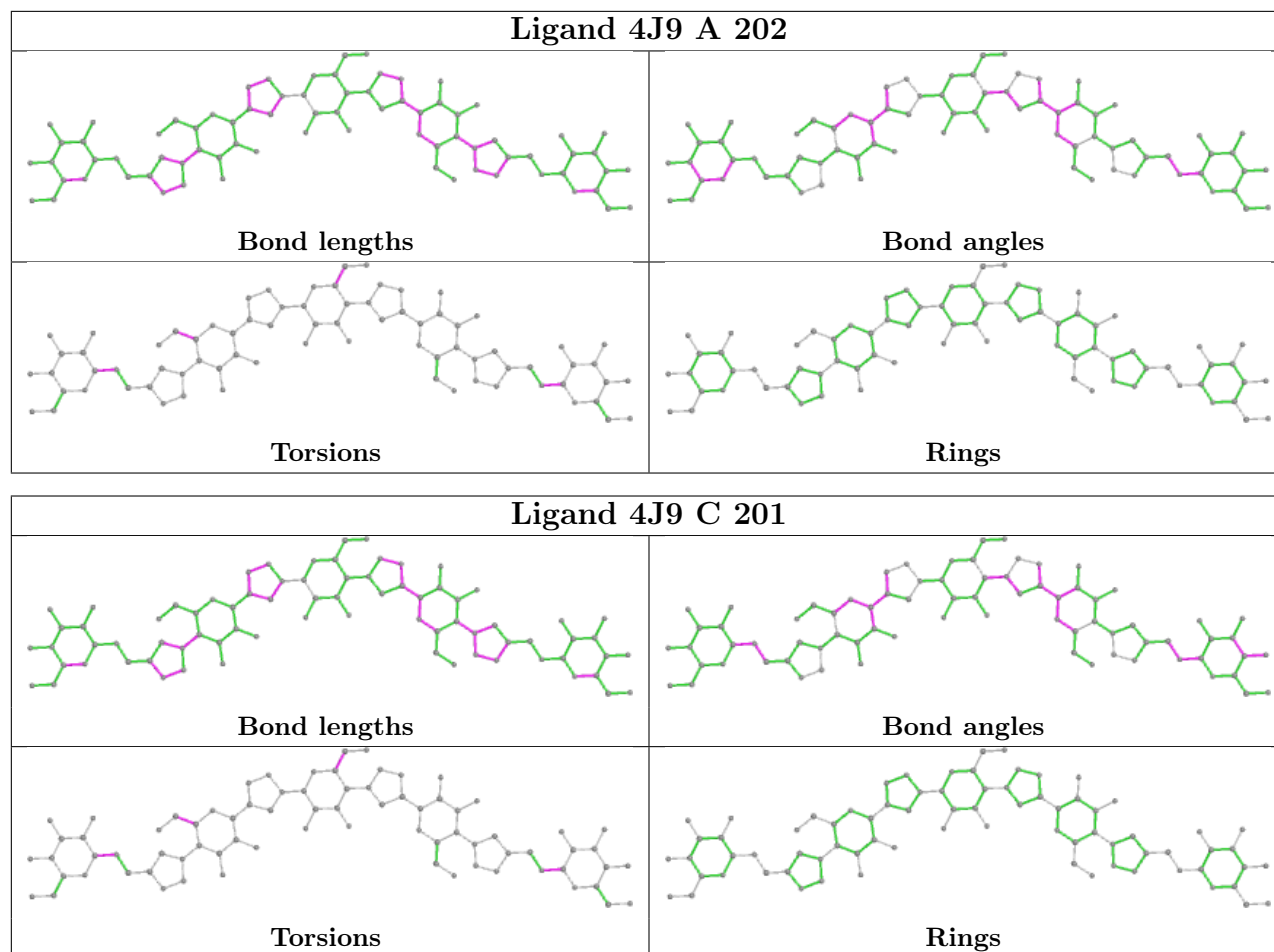 Ligand 4J9 A 202
Bond lengths
Bond angles
Torsions
Rings
Ligand 4J9 C 201
Bond lengths
Bond angles
Torsions
Rings